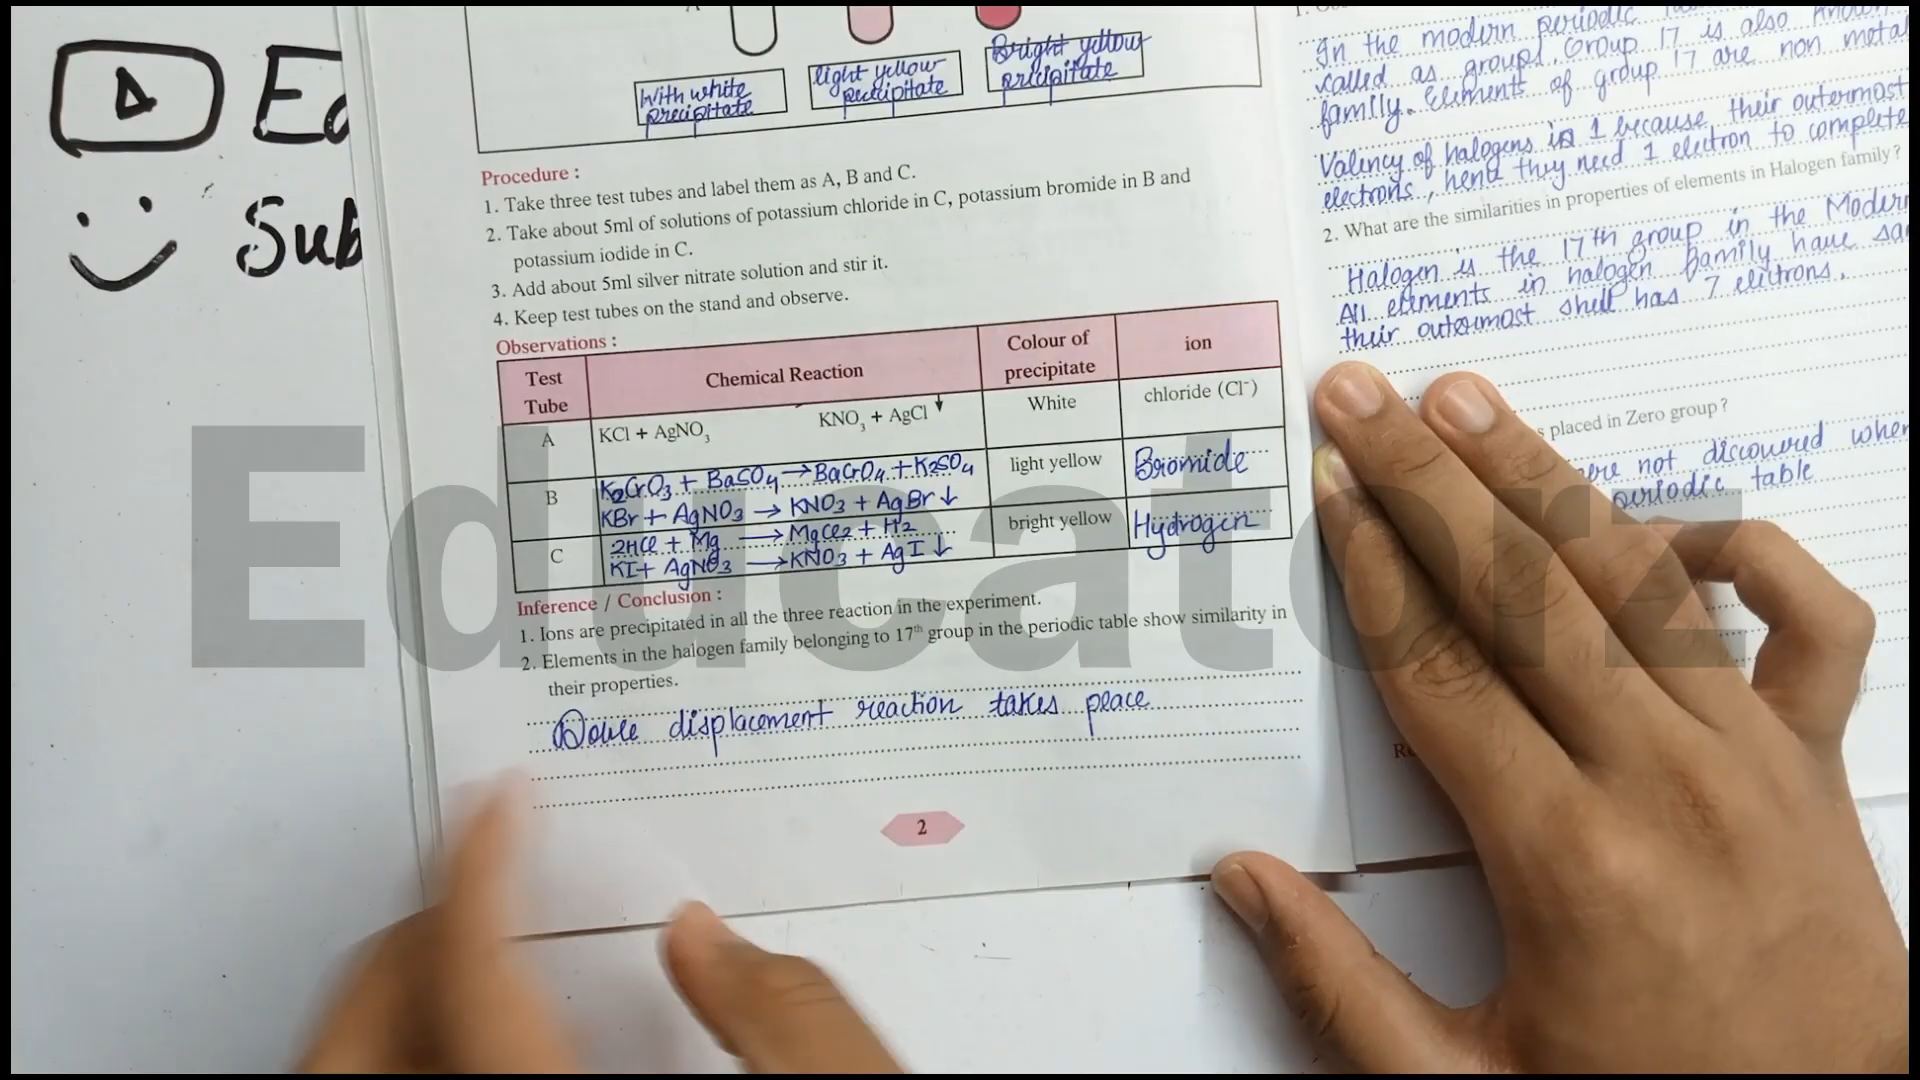 With white
precipitate
light yellow
precipitate
Bright yellow
precipitate
Procedure :
1. Take three test tubes and label them as A, B and C.
2. Take about 5ml of solutions of potassium chloride in C, potassium bromide in B and
potassium iodide in C.
3. Add about 5ml silver nitrate solution and stir it.
4. Keep test tubes on the stand and observe.
Observations :
Test Tube
Chemical Reaction
Colour of precipitate
ion
A
KCl + AgNO₃ KNO₃ + AgCl ↓
White
chloride (Cl⁻)
B
K₂CrO₃ + BaSO₄ → BaCrO₄ + K₂SO₄
KBr + AgNO₃ → KNO₃ + AgBr ↓
light yellow
Bromide
C
2HCl + Mg → MgCl₂ + H₂
KI + AgNO₃ → KNO₃ + AgI ↓
bright yellow
Hydrogen
Inference / Conclusion :
1. Ions are precipitated in all the three reaction in the experiment.
2. Elements in the halogen family belonging to 17th group in the periodic table show similarity in
their properties.
displacement reaction takes peace
2
In the modern periodic
called as groups. Group 17 is also
family. Elements of group 17 are non metal
Valency of halogens is 1 because their outermost
electrons, they need 1 electron to complete
2. What are the similarities in properties of elements in Halogen family?
Halogen is the 17th group in the Modern
All elements in halogen family have
their outermost shell has 7 elictrons.
placed in Zero group?
not discovered
periodic table
Sub
Educatorz